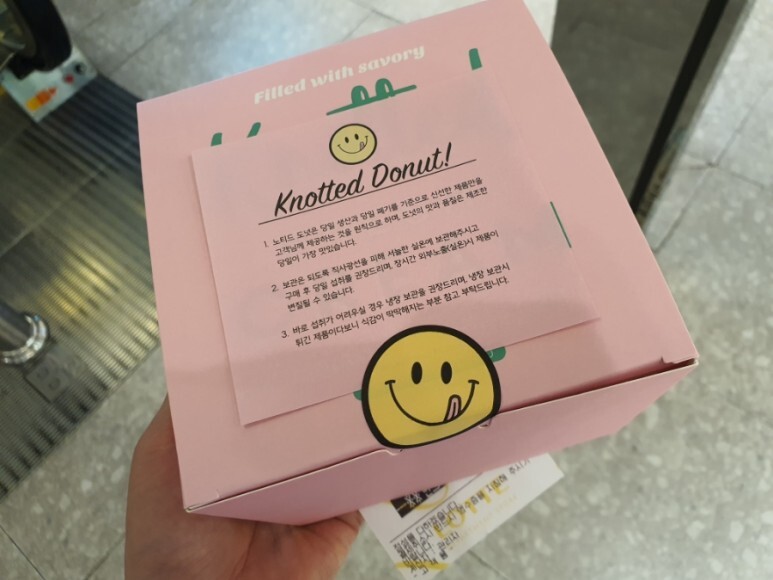 Filled with savory
Knotted Donut!
1. 노티드 도넛은 당일 생산과 당일 폐기를 기준으로 신선한 제품만을
고객님께 제공하는 것을 원칙으로 하며, 도넛의 맛과 품질은 제조한
당일이 가장 맛있습니다.
2. 보관은 되도록 직사광선을 피해 서늘한 실온에 보관해주시고
구매 후 당일 섭취를 권장드리며, 장시간 외부노출(실온)시 제품이
변질될 수 있습니다.
3. 바로 섭취가 어려우실 경우 냉장 보관을 권장드리며, 냉장 보관시
튀긴 제품이다보니 식감이 딱딱해지는 부분 참고 부탁드립니다.